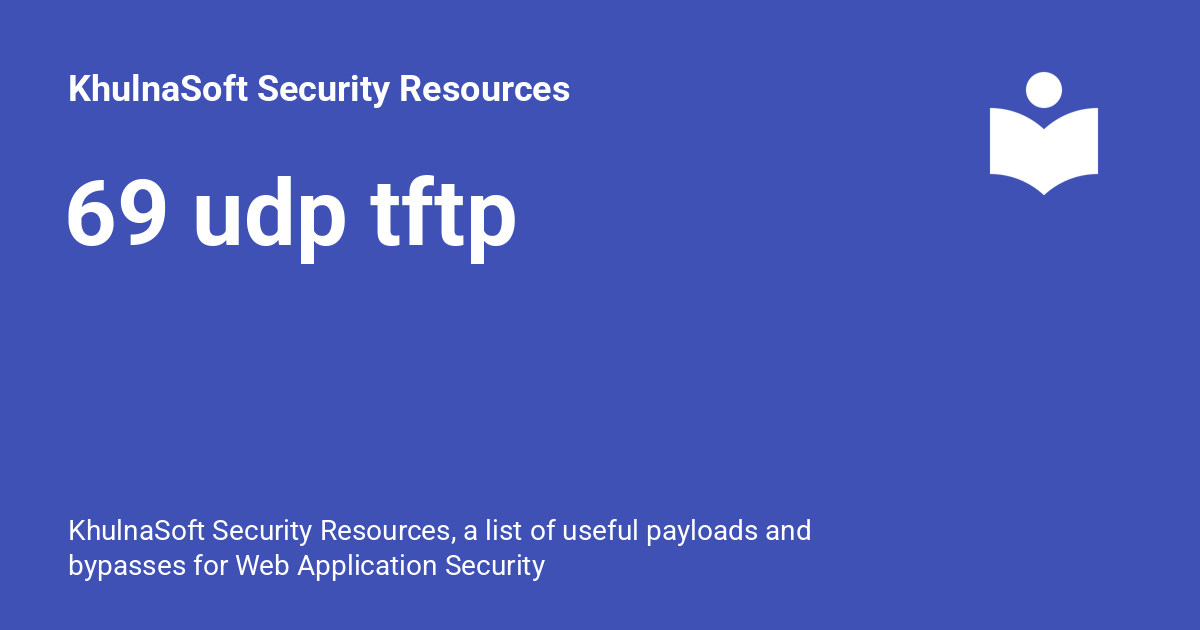 KhulnaSoft Security Resources
69 udp tftp
KhulnaSoft Security Resources, a list of useful payloads and
bypasses for Web Application Security